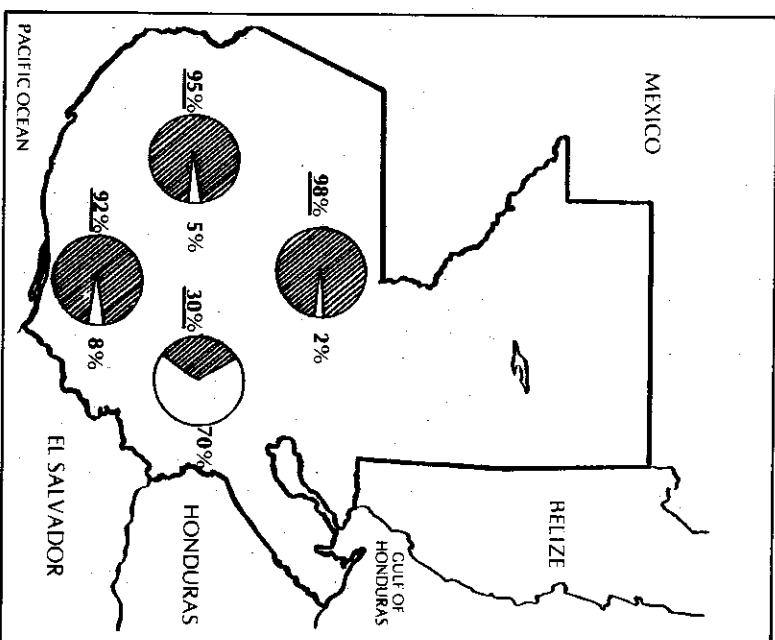 MEXICO
BELIZE
GULF OF
HONDURAS
98%
2%
95%
5%
30%
70%
HONDURAS
92%
8%
EL SALVADOR
PACIFIC OCEAN